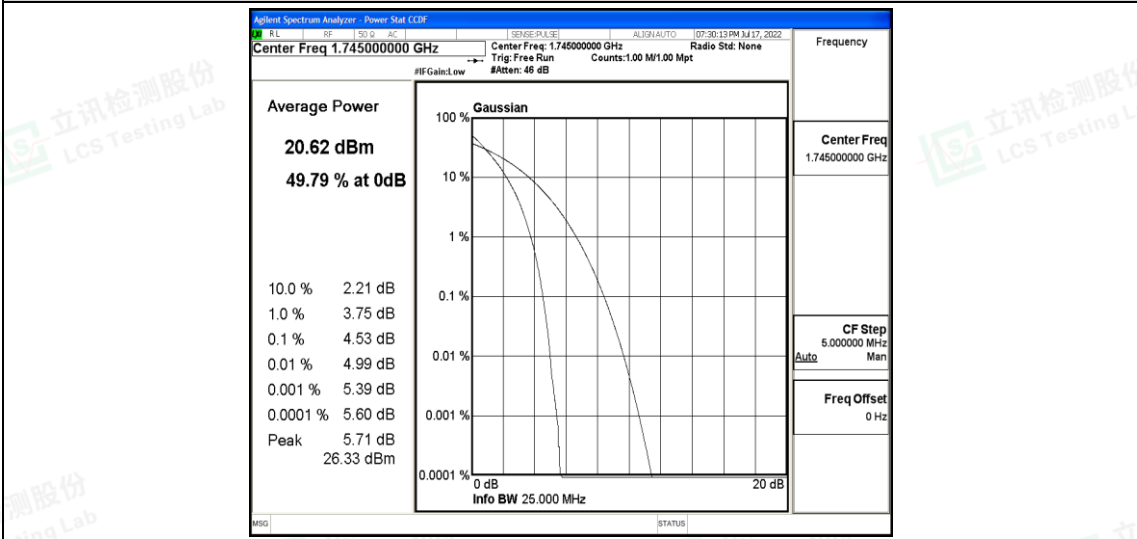 Agilent Spectrum Analyzer - Power Stat CCDF
LXI RL RF 50 Ω AC SENSE:PULSE ALIGNAUTO 07:30:13 PM Jul 17, 2022
Center Freq 1.745000000 GHz
Center Freq: 1.745000000 GHz Radio Std: None
Trig: Free Run Counts:1.00 M/1.00 Mpt
#IFGain:Low #Atten: 46 dB
Frequency
Average Power
20.62 dBm
49.79 % at 0dB
10.0 % 2.21 dB
1.0 % 3.75 dB
0.1 % 4.53 dB
0.01 % 4.99 dB
0.001 % 5.39 dB
0.0001 % 5.60 dB
Peak 5.71 dB
26.33 dBm
Gaussian
100 %
10 %
1 %
0.1 %
0.01 %
0.001 %
0.0001 %
0 dB 20 dB
Info BW 25.000 MHz
Center Freq
1.745000000 GHz
CF Step
5.000000 MHz
Auto Man
Freq Offset
0 Hz
MSG STATUS
立讯检测股份
LCS Testing Lab
立讯检测股份
LCS Testing L
测股份
ing Lab
立